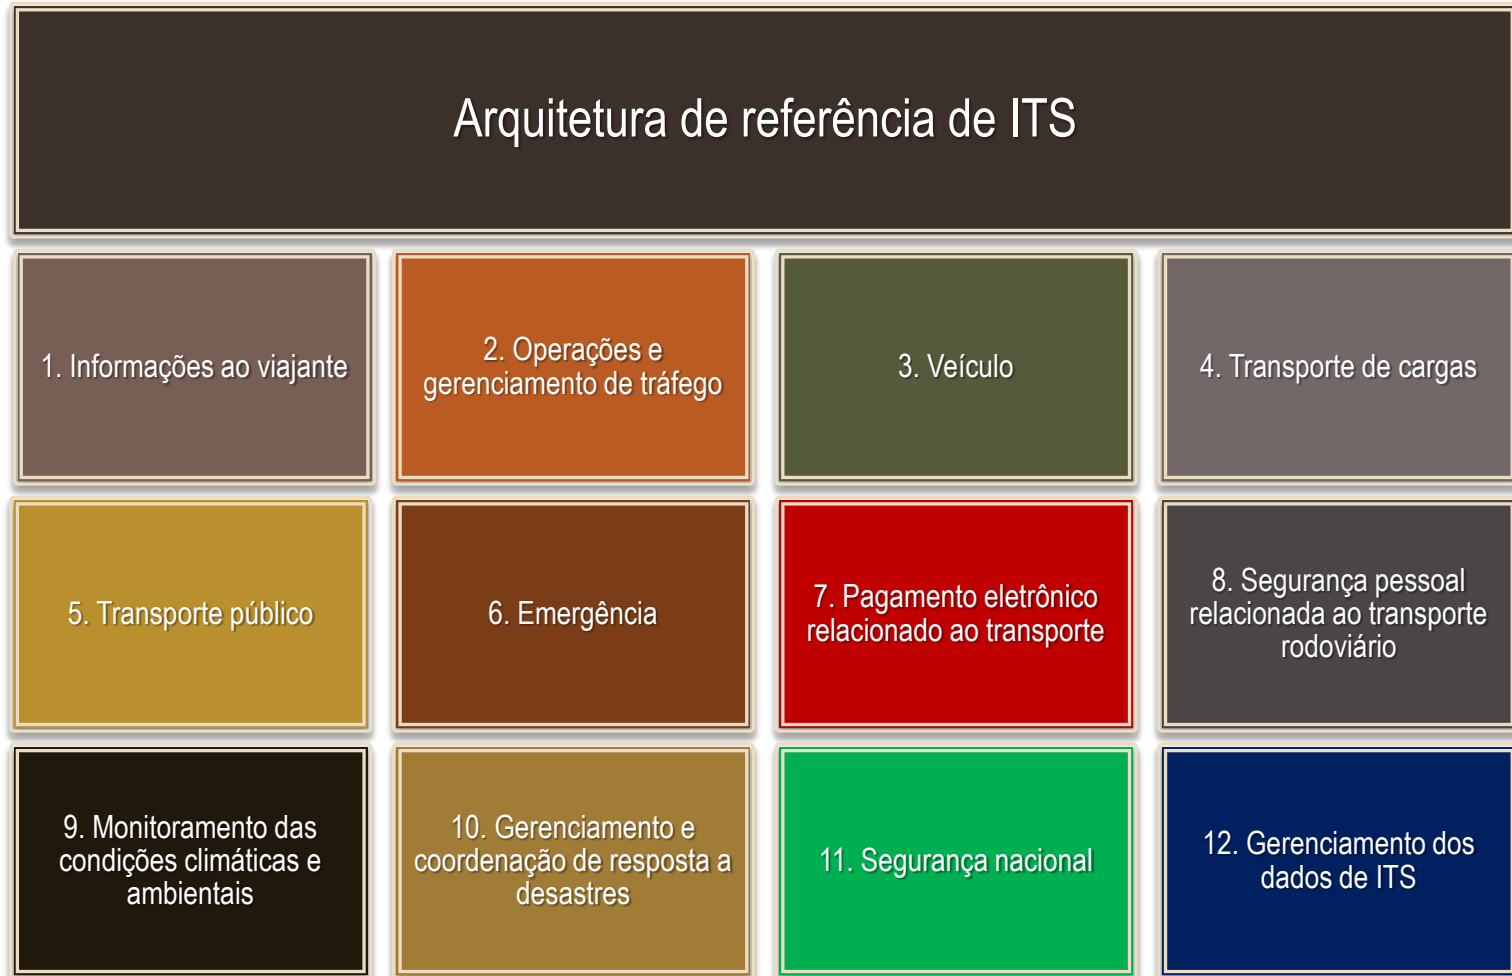 Arquitetura de referência de ITS
1. Informações ao viajante
2. Operações e
gerenciamento de tráfego
3. Veículo
4. Transporte de cargas
5. Transporte público
6. Emergência
7. Pagamento eletrônico
relacionado ao transporte
8. Segurança pessoal
relacionada ao transporte
rodoviário
9. Monitoramento das
condições climáticas e
ambientais
10. Gerenciamento e
coordenação de resposta a
desastres
11. Segurança nacional
12. Gerenciamento dos
dados de ITS